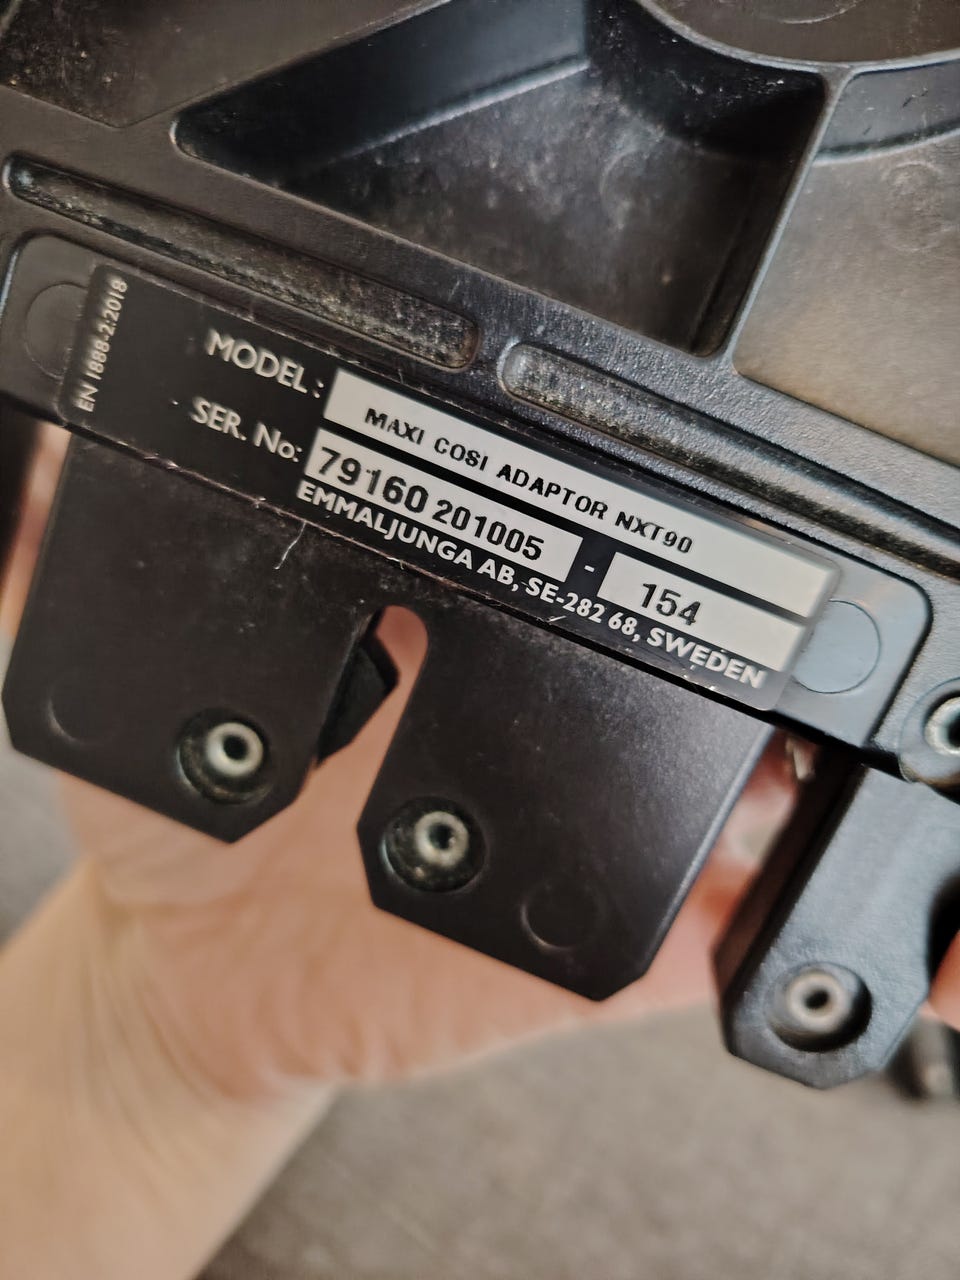 EN 1888-2:2018
MODEL: MAXI COSI ADAPTOR NXT90
SER. No: 79160 201005 - 154
EMMALJUNGA AB, SE-282 68, SWEDEN